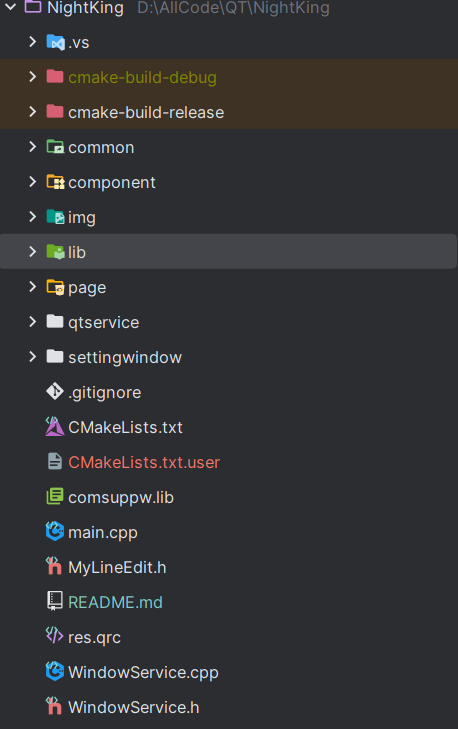 NightKing D:\AllCode\QT\NightKing
.vs
cmake-build-debug
cmake-build-release
common
component
img
lib
page
qtservice
settingwindow
.gitignore
CMakeLists.txt
CMakeLists.txt.user
comsuppw.lib
main.cpp
MyLineEdit.h
README.md
res.qrc
WindowService.cpp
WindowService.h